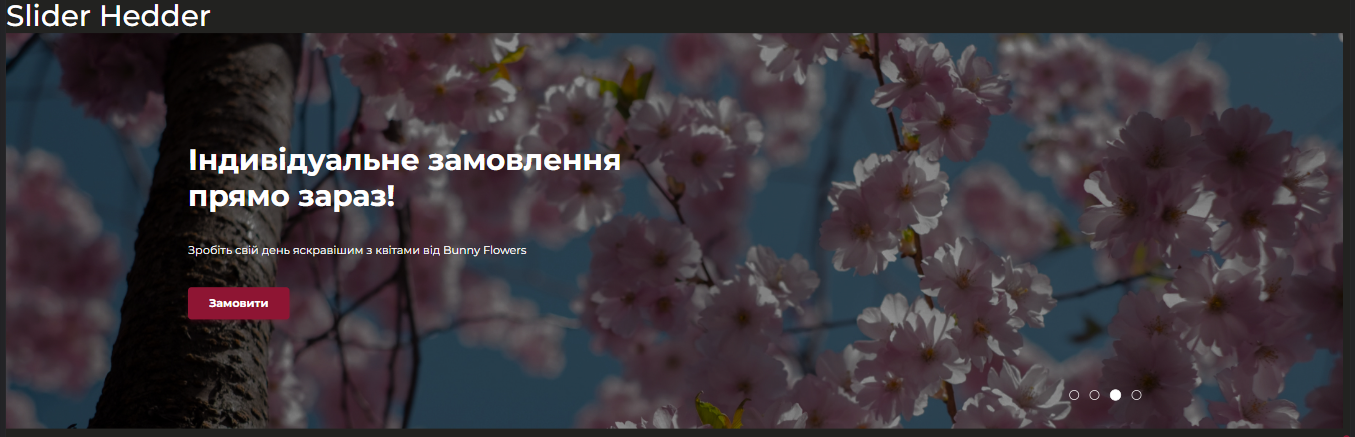 Slider Hedder
Індивідуальне замовлення
прямо зараз!
Зробіть свій день яскравішим з квітами від Bunny Flowers
Замовити